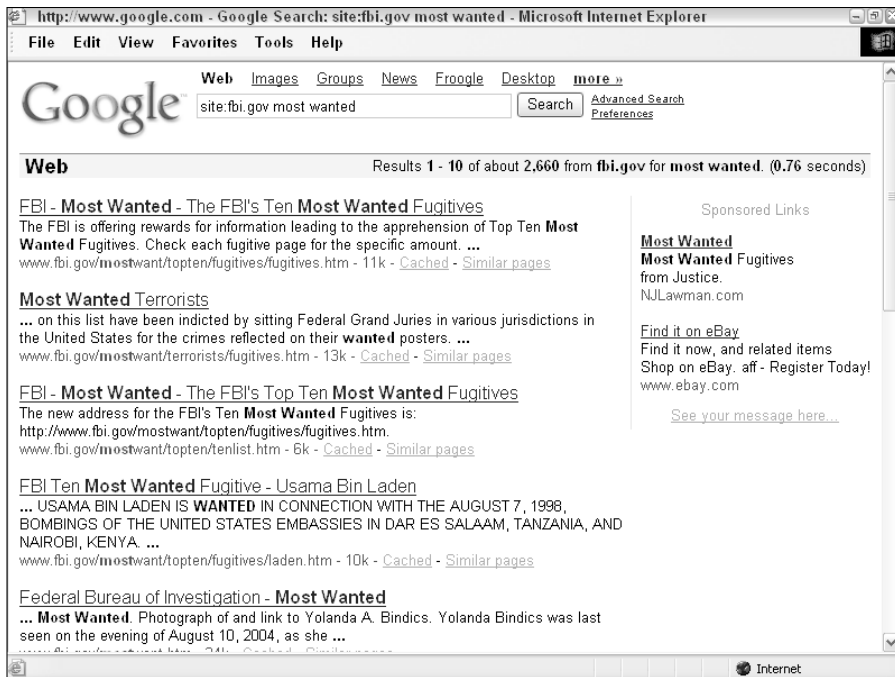 http://www.google.com - Google Search: site:fbi.gov most wanted - Microsoft Internet Explorer
File Edit View Favorites Tools Help
Google™
Web Images Groups News Froogle Desktop more »
site:fbi.gov most wanted
Search
Advanced Search
Preferences
Web
Results 1 - 10 of about 2,660 from fbi.gov for most wanted. (0.76 seconds)
FBI - Most Wanted - The FBI's Ten Most Wanted Fugitives
The FBI is offering rewards for information leading to the apprehension of Top Ten Most
Wanted Fugitives. Check each fugitive page for the specific amount. ...
www.fbi.gov/mostwant/topten/fugitives/fugitives.htm - 11k - Cached - Similar pages
Most Wanted Terrorists
... on this list have been indicted by sitting Federal Grand Juries in various jurisdictions in
the United States for the crimes reflected on their wanted posters. ...
www.fbi.gov/mostwant/terrorists/fugitives.htm - 13k - Cached - Similar pages
FBI - Most Wanted - The FBI's Top Ten Most Wanted Fugitives
The new address for the FBI's Ten Most Wanted Fugitives is:
http://www.fbi.gov/mostwant/topten/fugitives/fugitives.htm.
www.fbi.gov/mostwant/topten/tenlist.htm - 6k - Cached - Similar pages
FBI Ten Most Wanted Fugitive - Usama Bin Laden
... USAMA BIN LADEN IS WANTED IN CONNECTION WITH THE AUGUST 7, 1998,
BOMBINGS OF THE UNITED STATES EMBASSIES IN DAR ES SALAAM, TANZANIA, AND
NAIROBI, KENYA. ...
www.fbi.gov/mostwant/topten/fugitives/laden.htm - 10k - Cached - Similar pages
Federal Bureau of Investigation - Most Wanted
... Most Wanted. Photograph of and link to Yolanda A. Bindics. Yolanda Bindics was last
seen on the evening of August 10, 2004, as she ...
Sponsored Links
Most Wanted
Most Wanted Fugitives
from Justice.
NJLawman.com
Find it on eBay
Find it now, and related items
Shop on eBay. aff - Register Today!
www.ebay.com
See your message here...
Internet